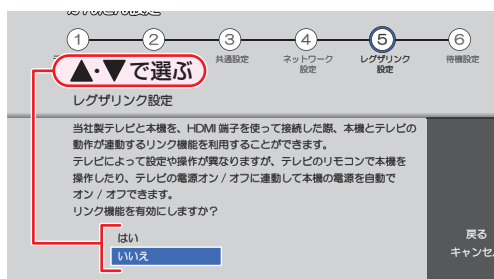 かんたん設定
1 2 3 4 5 6
共通設定 ネットワーク設定 レグザリンク設定 待機設定
▲・▼で選ぶ
レグザリンク設定
当社製テレビと本機を、HDMI 端子を使って接続した際、本機とテレビの
動作が連動するリンク機能を利用することができます。
テレビによって設定や操作が異なりますが、テレビのリモコンで本機を
操作したり、テレビの電源オン / オフに連動して本機の電源を自動で
オン / オフできます。
リンク機能を有効にしますか？
はい
いいえ
戻る
キャンセ